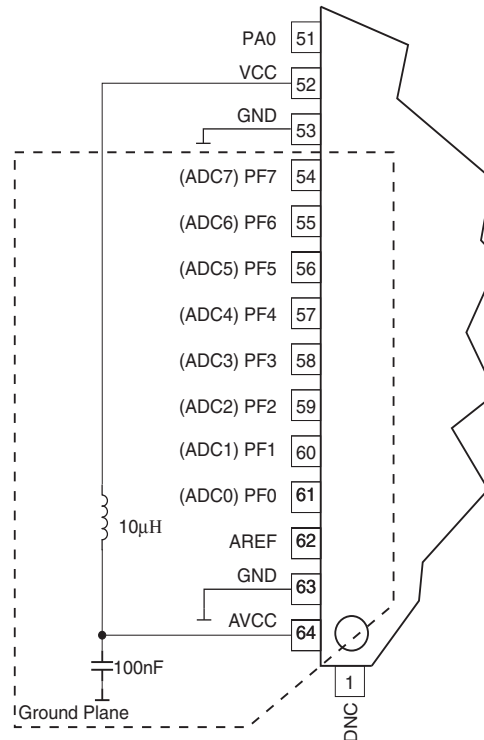 PA0 51
VCC 52
GND 53
(ADC7) PF7 54
(ADC6) PF6 55
(ADC5) PF5 56
(ADC4) PF4 57
(ADC3) PF3 58
(ADC2) PF2 59
(ADC1) PF1 60
(ADC0) PF0 61
10μH
AREF 62
GND 63
AVCC 64
100nF
1
Ground Plane
DNC